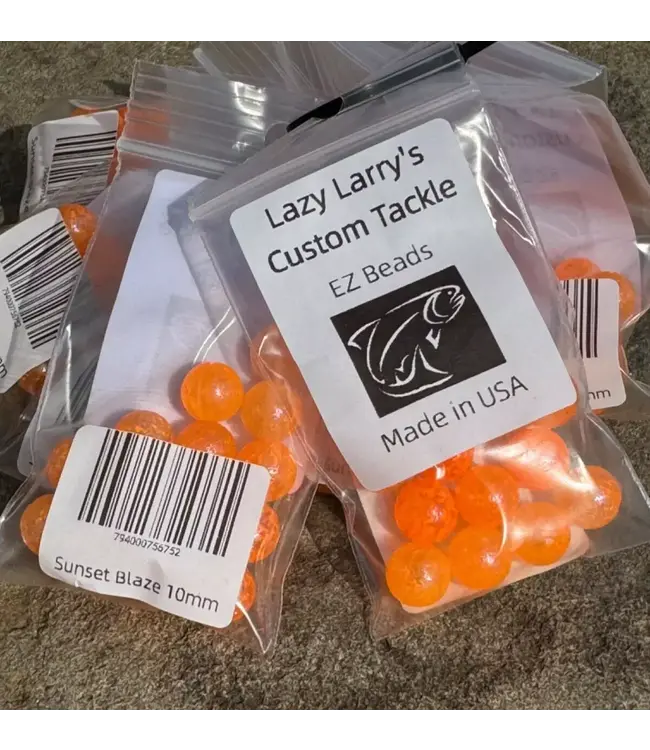 Lazy Larry's
Custom Tackle
EZ Beads
Made in USA
794000756752
Sunset Blaze 10mm